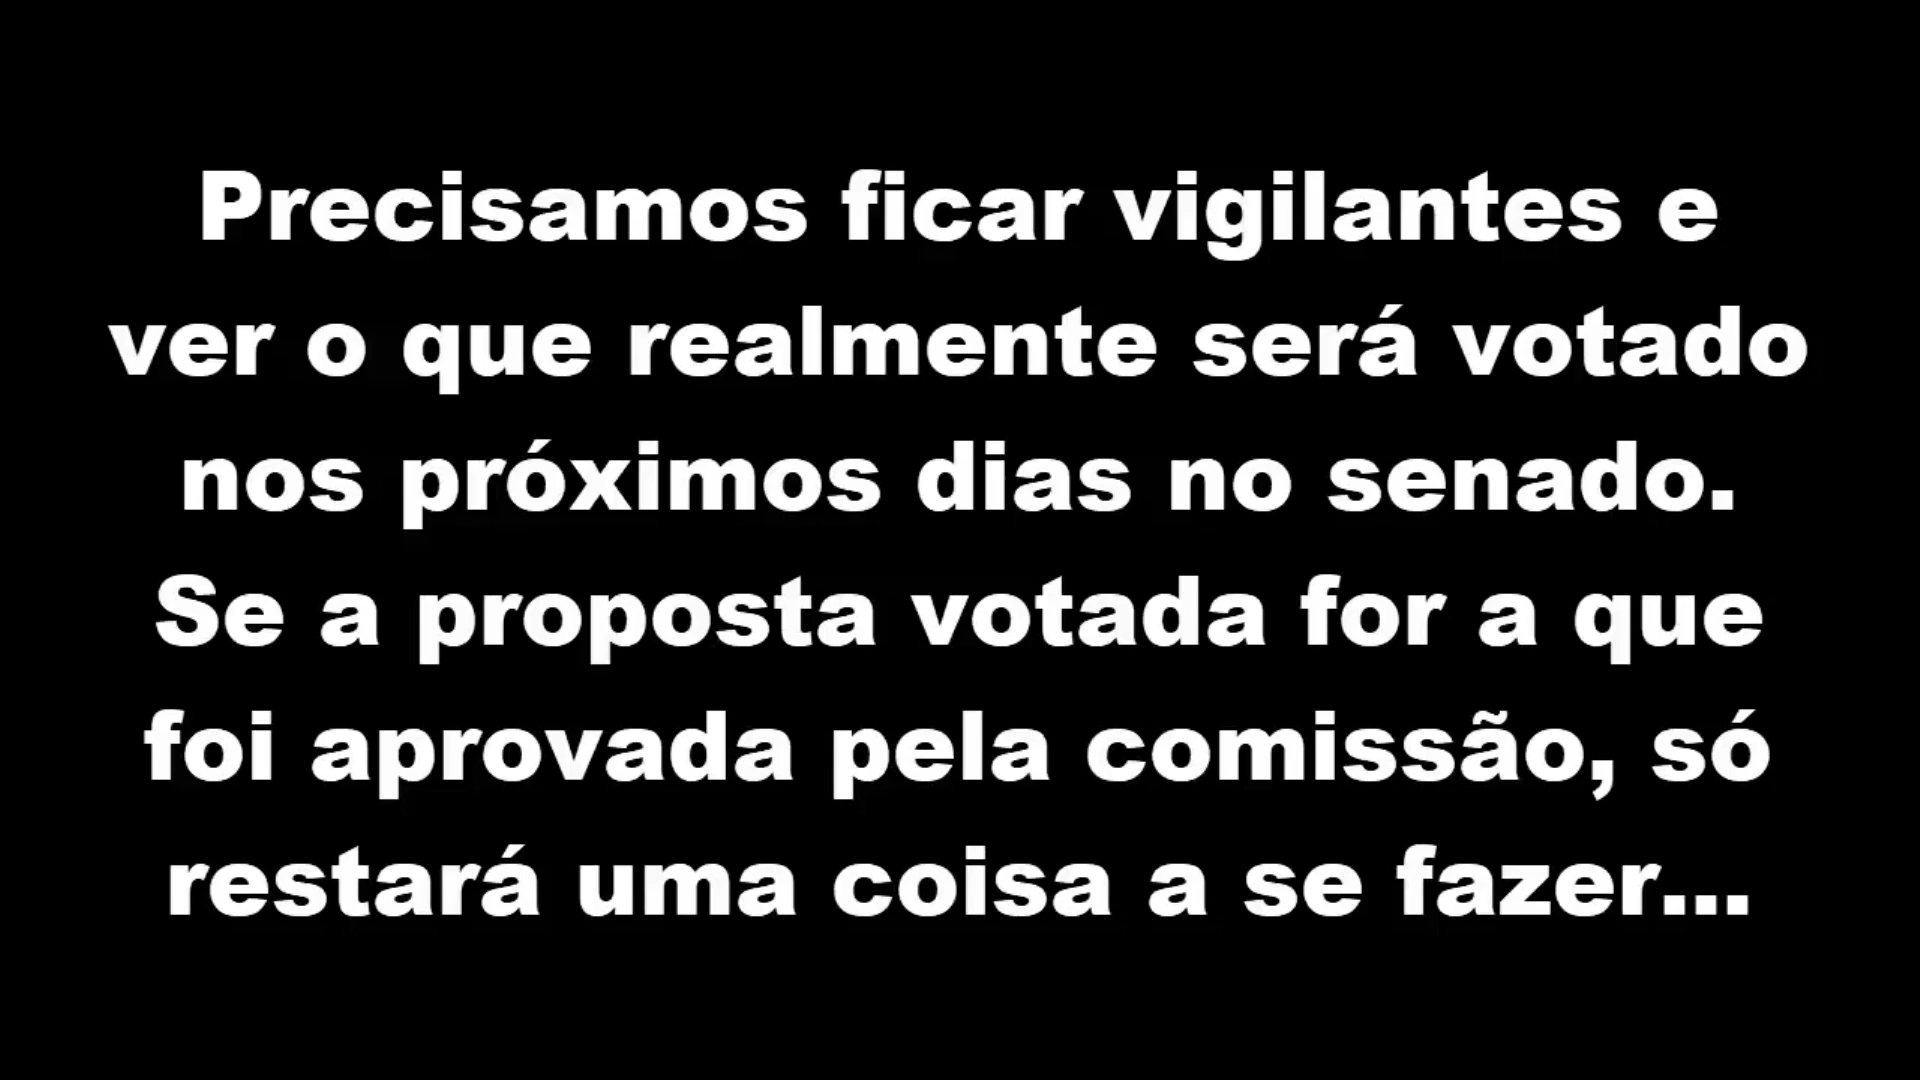 Precisamos ficar vigilantes e
ver o que realmente será votado
nos próximos dias no senado.
Se a proposta votada for a que
foi aprovada pela comissão, só
restará uma coisa a se fazer...